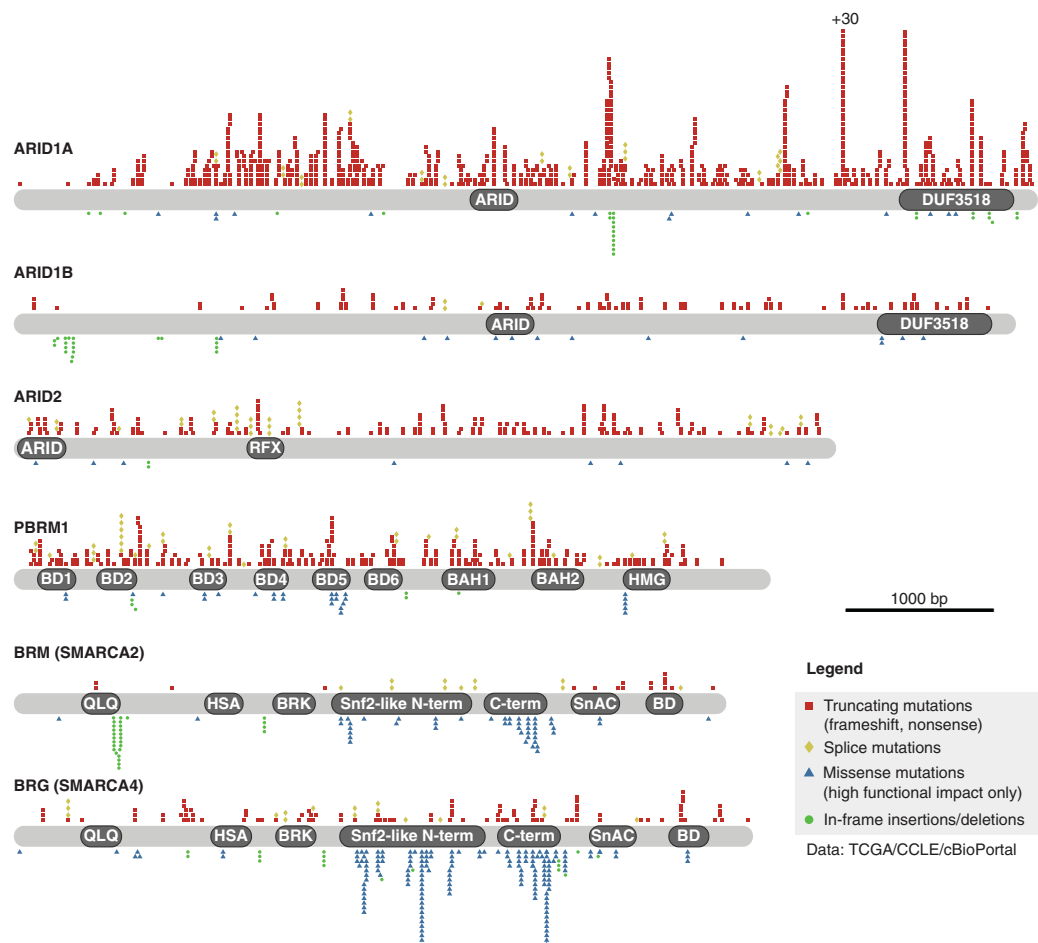 +30
ARID1A
ARID
DUF3518
ARID1B
ARID
DUF3518
ARID2
ARID
RFX
PBRM1
BD1
BD2
BD3
BD4
BD5
BD6
BAH1
BAH2
HMG
1000 bp
BRM (SMARCA2)
QLQ
HSA
BRK
Snf2-like N-term
C-term
SnAC
BD
BRG (SMARCA4)
QLQ
HSA
BRK
Snf2-like N-term
C-term
SnAC
BD
Legend
Truncating mutations
(frameshift, nonsense)
Splice mutations
Missense mutations
(high functional impact only)
In-frame insertions/deletions
Data: TCGA/CCLE/cBioPortal